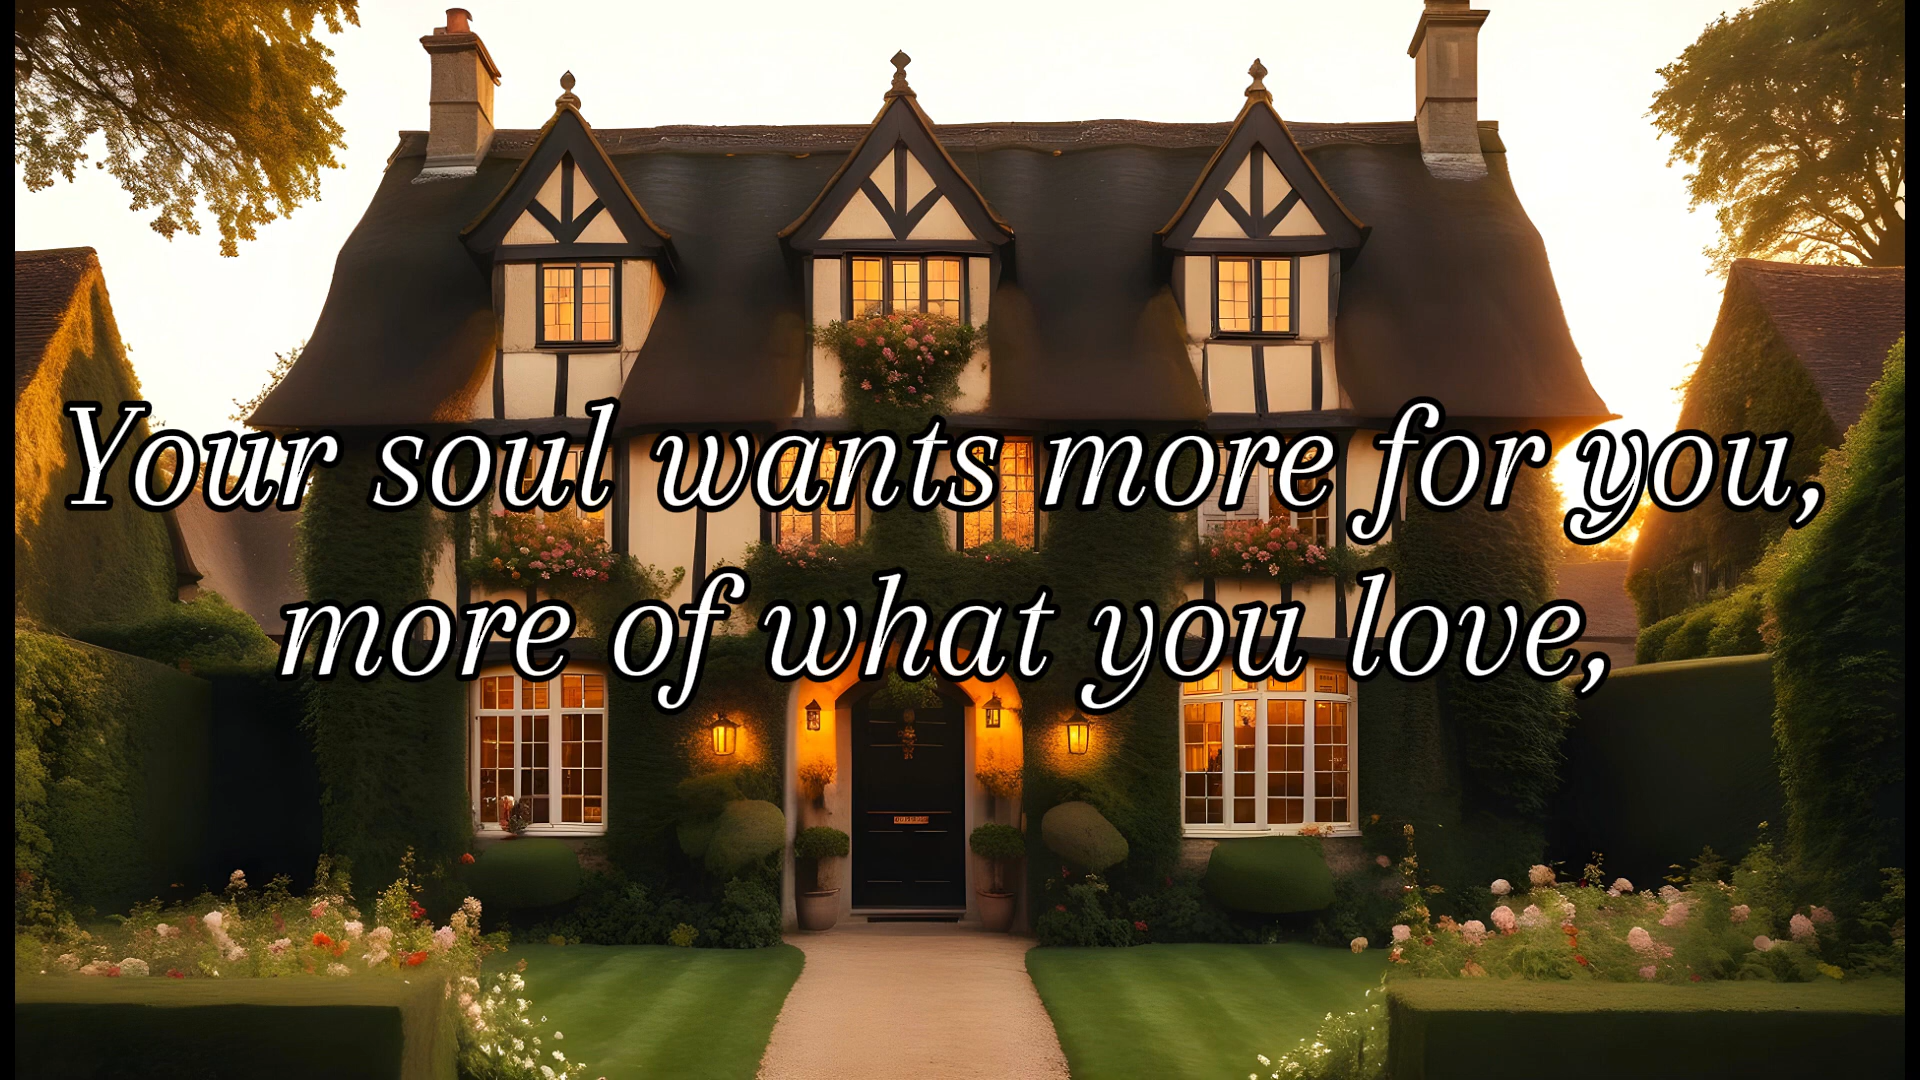 Your soul wants more for you,
more of what you love,